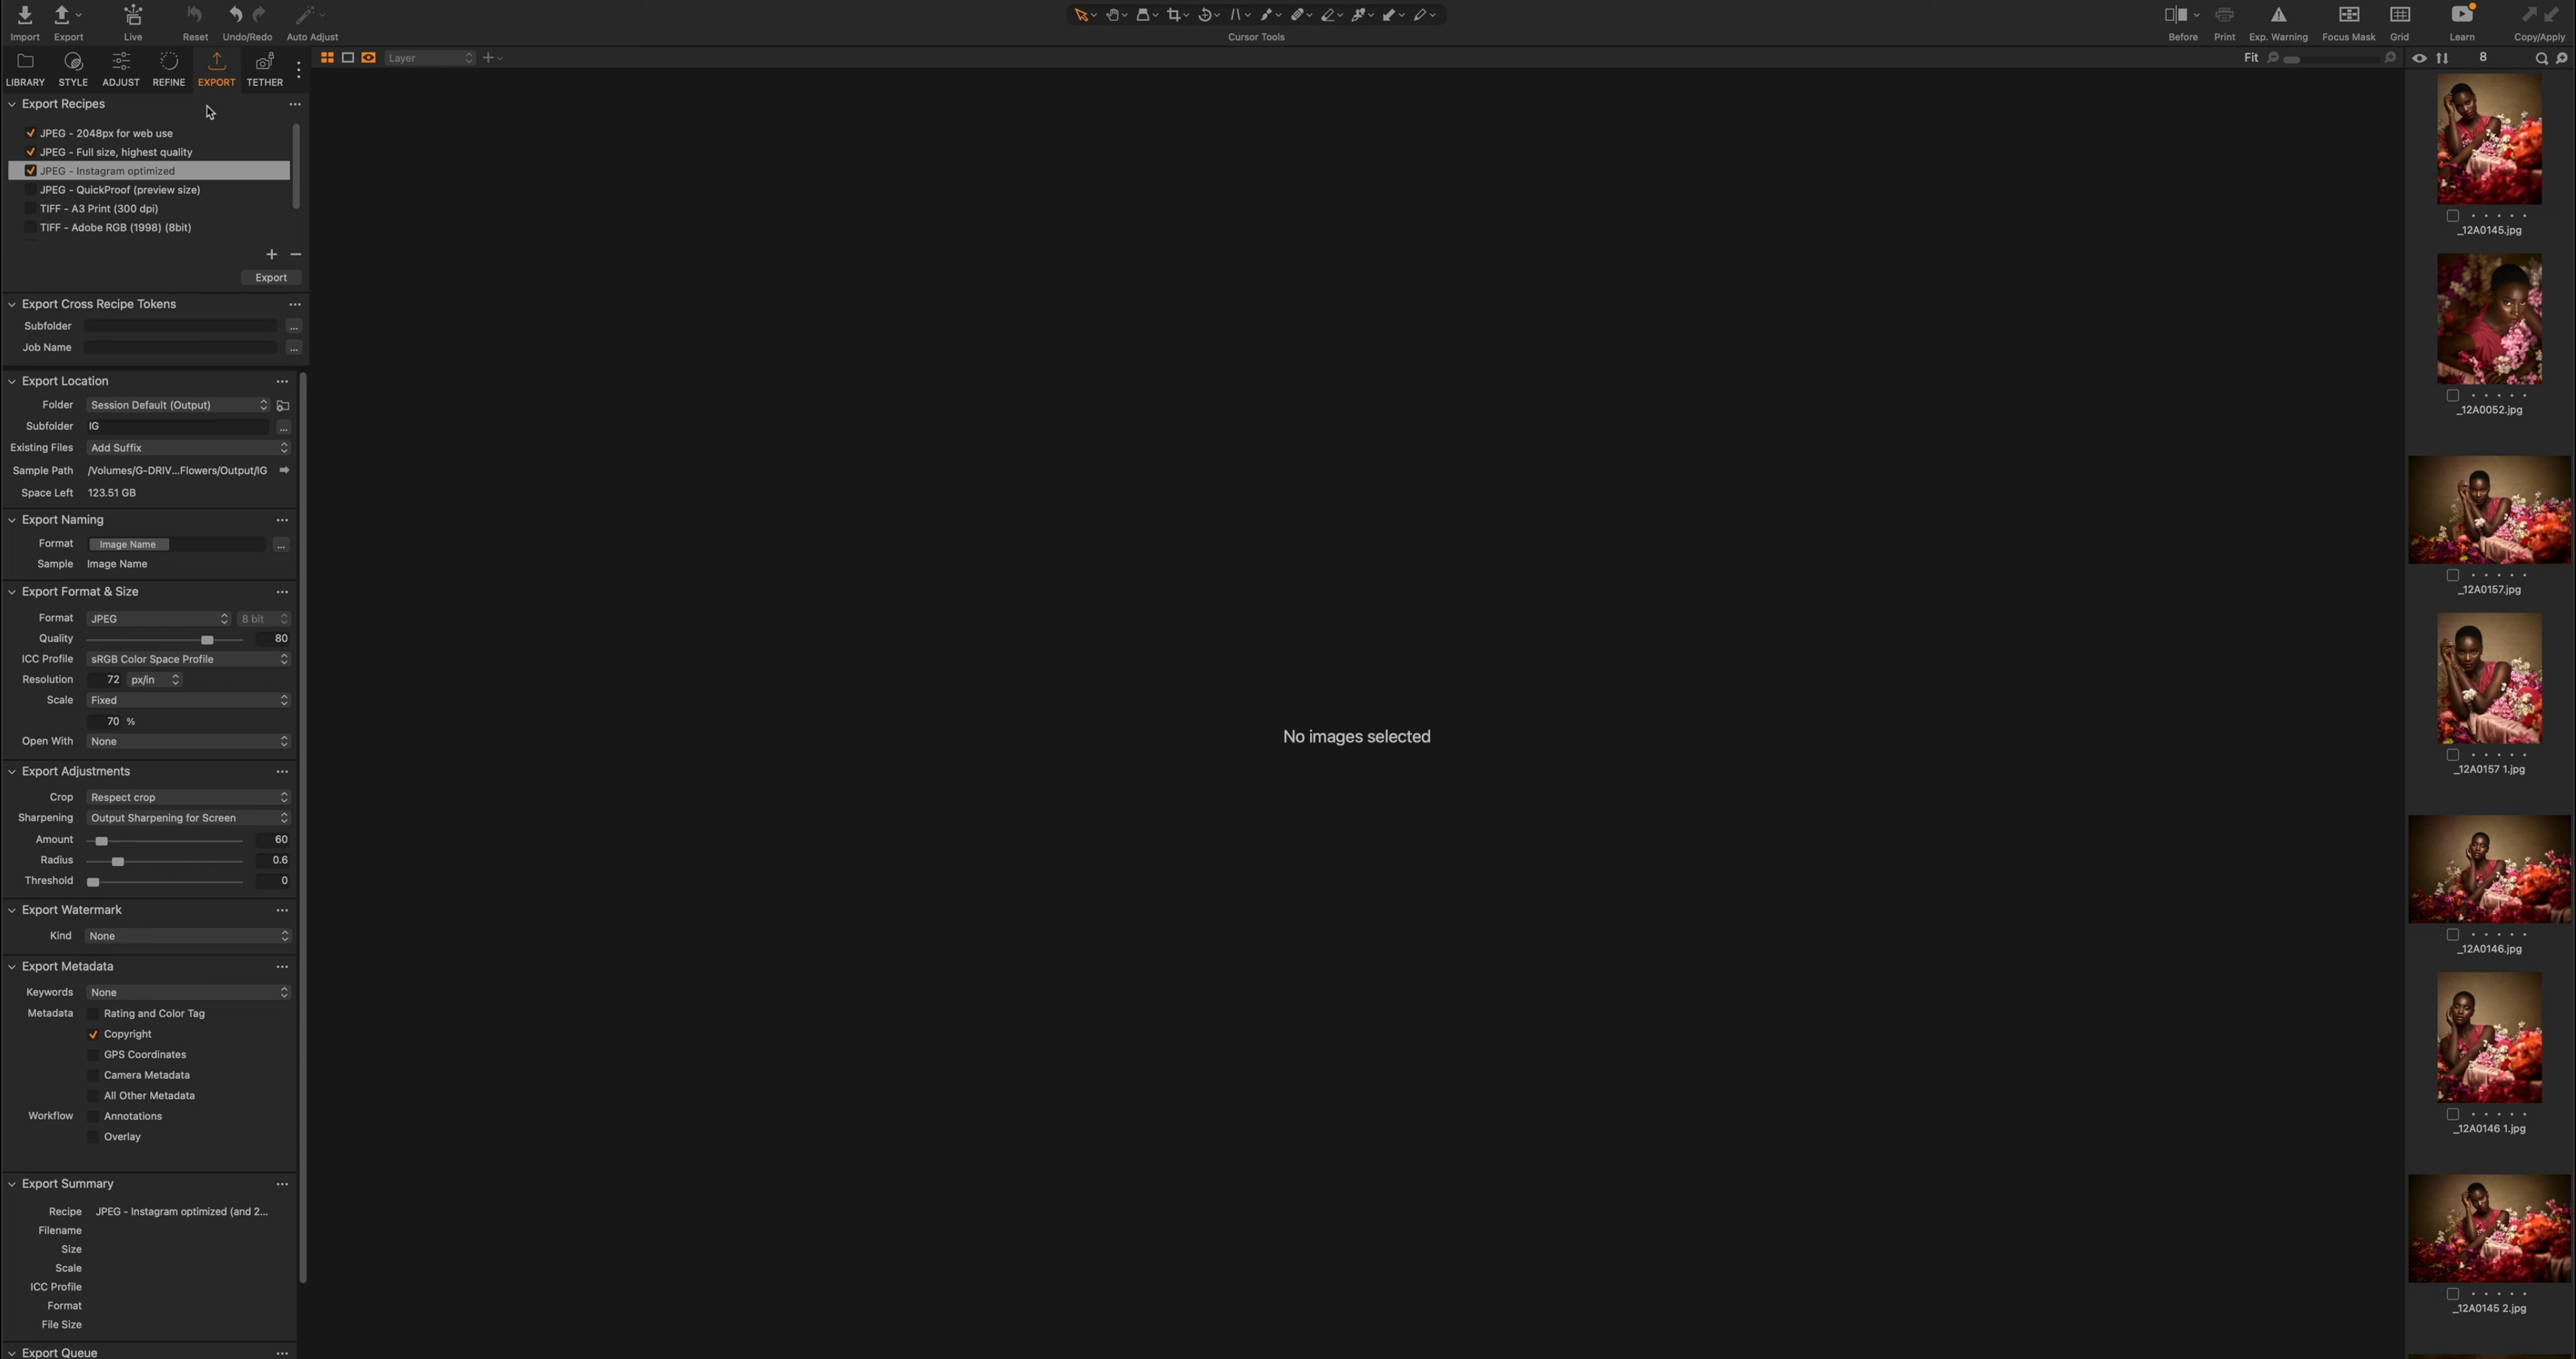 Import Export Live Reset Undo/Redo Auto Adjust Cursor Tools Before Print Exp. Warning Focus Mask Grid Learn Copy/Apply
LIBRARY STYLE ADJUST REFINE EXPORT TETHER
Layer
Fit
8
Export Recipes
JPEG - 2048px for web use
JPEG - Full size, highest quality
JPEG - Instagram optimized
JPEG - QuickProof (preview size)
TIFF - A3 Print (300 dpi)
TIFF - Adobe RGB (1998) (8bit)
Export
Export Cross Recipe Tokens
Subfolder
Job Name
Export Location
Folder Session Default (Output)
Subfolder IG
Existing Files Add Suffix
Sample Path /Volumes/G-DRIV...Flowers/Output/IG
Space Left 123.51 GB
Export Naming
Format Image Name
Sample Image Name
Export Format & Size
Format JPEG 8 bit
Quality 80
ICC Profile sRGB Color Space Profile
Resolution 72 px/in
Scale Fixed
70 %
Open With None
Export Adjustments
Crop Respect crop
Sharpening Output Sharpening for Screen
Amount 60
Radius 0.6
Threshold 0
Export Watermark
Kind None
Export Metadata
Keywords None
Metadata Rating and Color Tag
Copyright
GPS Coordinates
Camera Metadata
All Other Metadata
Workflow Annotations
Overlay
Export Summary
Recipe JPEG - Instagram optimized (and 2...
Filename
Size
Scale
ICC Profile
Format
File Size
Export Queue
No images selected
_12A0145.jpg
_12A0052.jpg
_12A0157.jpg
_12A0157 1.jpg
_12A0146.jpg
_12A0146 1.jpg
_12A0145 2.jpg